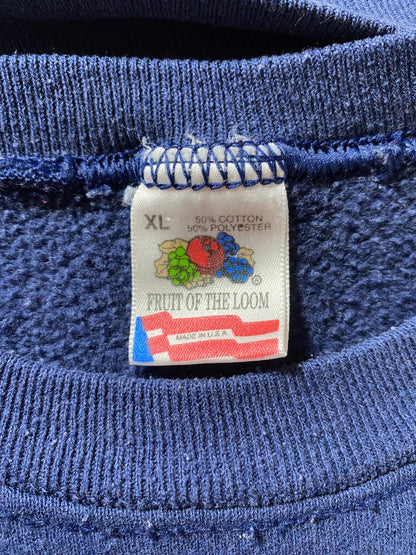 XL
50% COTTON
50% POLYESTER
®
FRUIT OF THE LOOM
MADE IN U.S.A.